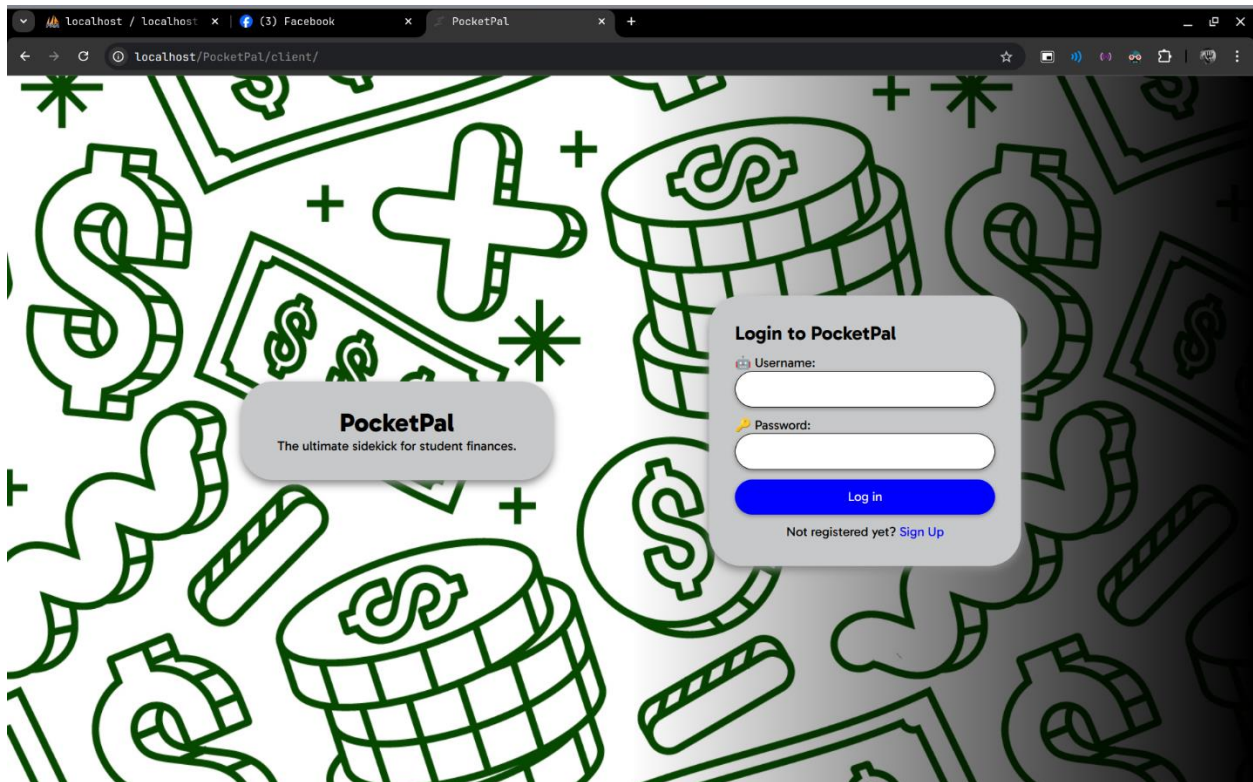 localhost / localhost
(3) Facebook
PocketPal
localhost/PocketPal/client/
PocketPal
The ultimate sidekick for student finances.
Login to PocketPal
Username:
Password:
Log in
Not registered yet? Sign Up